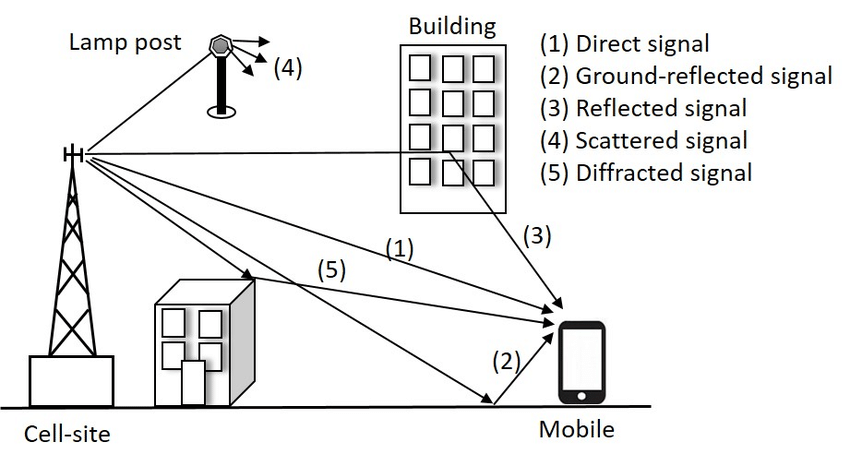 Lamp post
(4)
Building
(1) Direct signal
(2) Ground-reflected signal
(3) Reflected signal
(4) Scattered signal
(5) Diffracted signal
(3)
(1)
(5)
(2)
Cell-site
Mobile